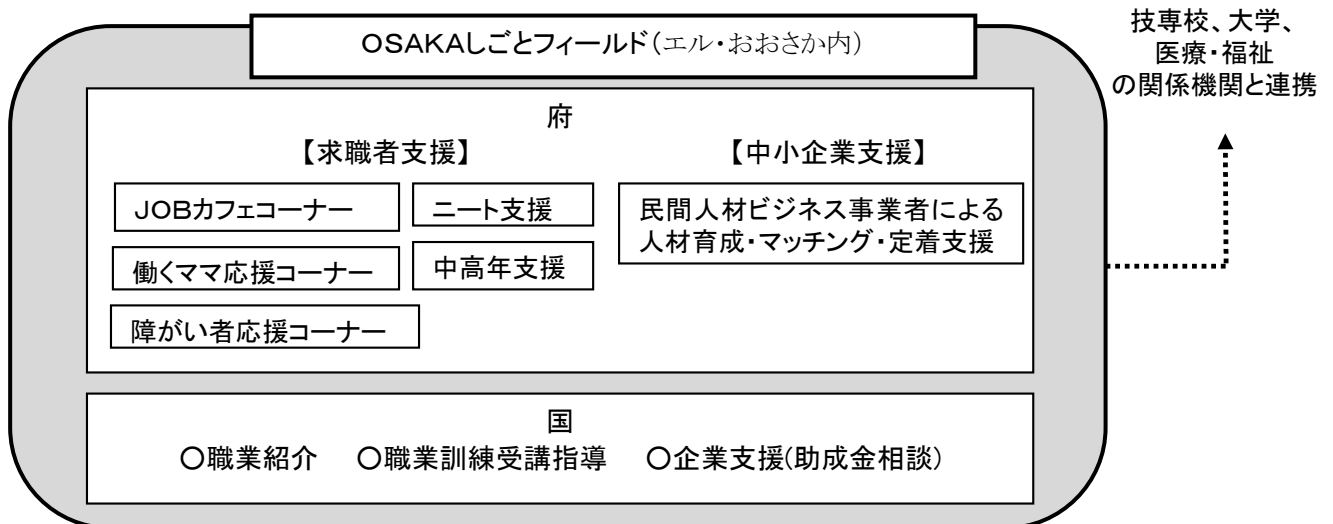 OSAKAしごとフィールド(エル・おおさか内)
技専校、大学、
医療・福祉
の関係機関と連携
府
【求職者支援】
【中小企業支援】
JOBカフェコーナー
ニート支援
民間人材ビジネス事業者による
人材育成・マッチング・定着支援
働くママ応援コーナー
中高年支援
障がい者応援コーナー
国
○職業紹介 ○職業訓練受講指導 ○企業支援(助成金相談)